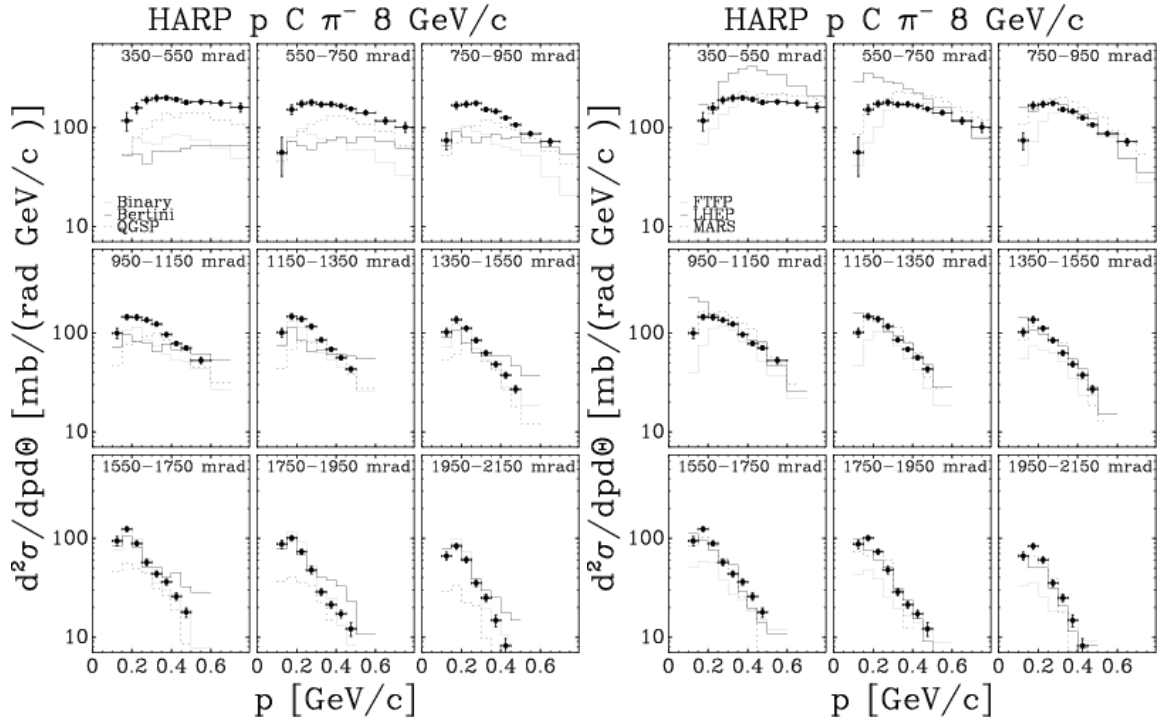 HARP p C π⁻ 8 GeV/c
HARP p C π⁻ 8 GeV/c
d²σ/dpdΘ [mb/(rad GeV/c )]
350−550 mrad
550−750 mrad
750−950 mrad
100
10
Binary
Bertini
QGSP
950−1150 mrad
1150−1350 mrad
1350−1550 mrad
100
10
1550−1750 mrad
1750−1950 mrad
1950−2150 mrad
100
10
0 0.2 0.4 0.6 0.2 0.4 0.6 0.2 0.4 0.6
p [GeV/c]
d²σ/dpdΘ [mb/(rad GeV/c )]
350−550 mrad
550−750 mrad
750−950 mrad
100
10
FTFP
LHEP
MARS
950−1150 mrad
1150−1350 mrad
1350−1550 mrad
100
10
1550−1750 mrad
1750−1950 mrad
1950−2150 mrad
100
10
0 0.2 0.4 0.6 0.2 0.4 0.6 0.2 0.4 0.6
p [GeV/c]